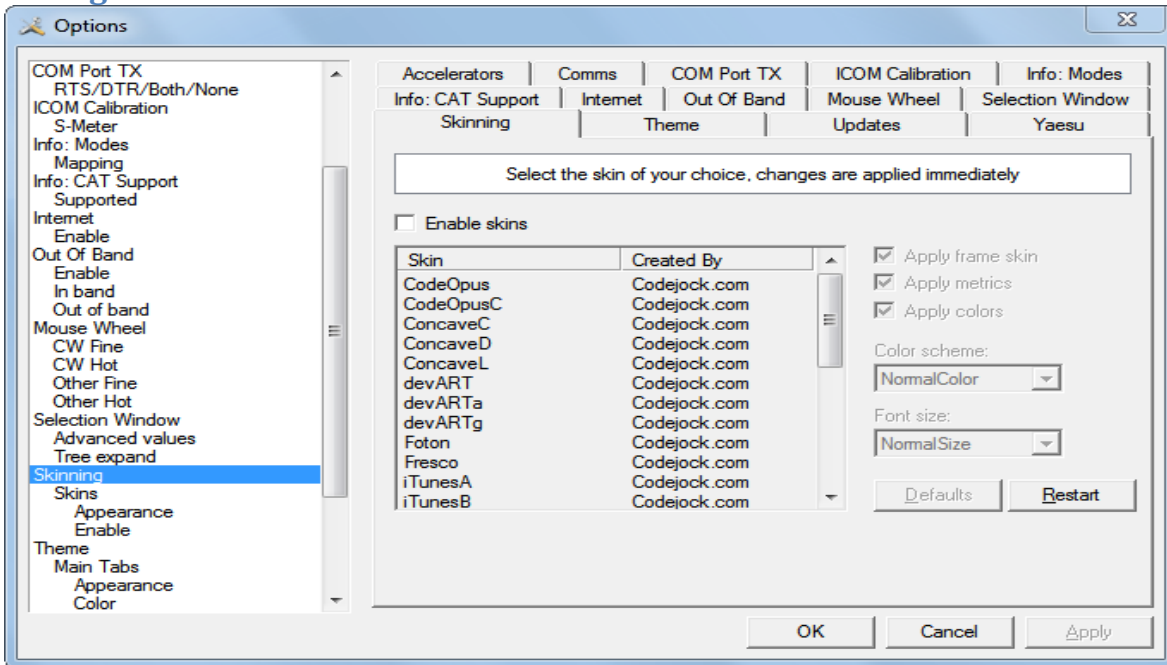 Options
COM Port TX
RTS/DTR/Both/None
ICOM Calibration
S-Meter
Info: Modes
Mapping
Info: CAT Support
Supported
Internet
Enable
Out Of Band
Enable
In band
Out of band
Mouse Wheel
CW Fine
CW Hot
Other Fine
Other Hot
Selection Window
Advanced values
Tree expand
Skinning
Skins
Appearance
Enable
Theme
Main Tabs
Appearance
Color
Accelerators Comms COM Port TX ICOM Calibration Info: Modes
Info: CAT Support Internet Out Of Band Mouse Wheel Selection Window
Skinning Theme Updates Yaesu
Select the skin of your choice, changes are applied immediately
Enable skins
Skin Created By
CodeOpus Codejock.com
CodeOpusC Codejock.com
ConcaveC Codejock.com
ConcaveD Codejock.com
ConcaveL Codejock.com
devART Codejock.com
devARTa Codejock.com
devARTg Codejock.com
Foton Codejock.com
Fresco Codejock.com
iTunesA Codejock.com
iTunesB Codejock.com
Apply frame skin
Apply metrics
Apply colors
Color scheme:
NormalColor
Font size:
NormalSize
Defaults Restart
OK Cancel Apply